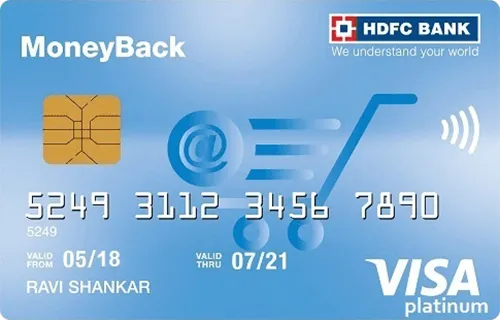 MoneyBack
HDFC BANK
We understand your world
@
5249 3112 3456 7890
5249
VALID FROM 05/18 VALID THRU 07/21
RAVI SHANKAR
VISA
platinum